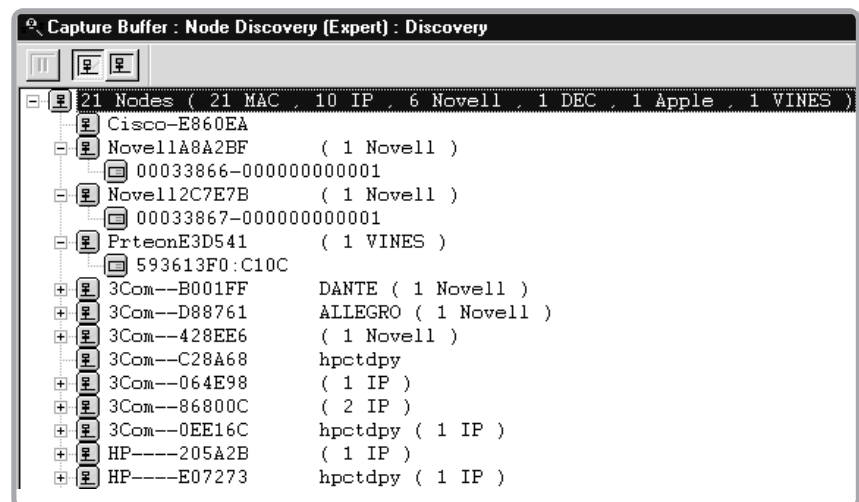 Capture Buffer : Node Discovery (Expert) : Discovery
21 Nodes ( 21 MAC , 10 IP , 6 Novell , 1 DEC , 1 Apple , 1 VINES )
Cisco-E860EA
NovellA8A2BF ( 1 Novell )
00033866-000000000001
Novell2C7E7B ( 1 Novell )
00033867-000000000001
PrteonE3D541 ( 1 VINES )
593613F0:C10C
3Com--B001FF DANTE ( 1 Novell )
3Com--D88761 ALLEGRO ( 1 Novell )
3Com--428EE6 ( 1 Novell )
3Com--C28A68 hpctdpy
3Com--064E98 ( 1 IP )
3Com--86800C ( 2 IP )
3Com--0EE16C hpctdpy ( 1 IP )
HP----205A2B ( 1 IP )
HP----E07273 hpctdpy ( 1 IP )